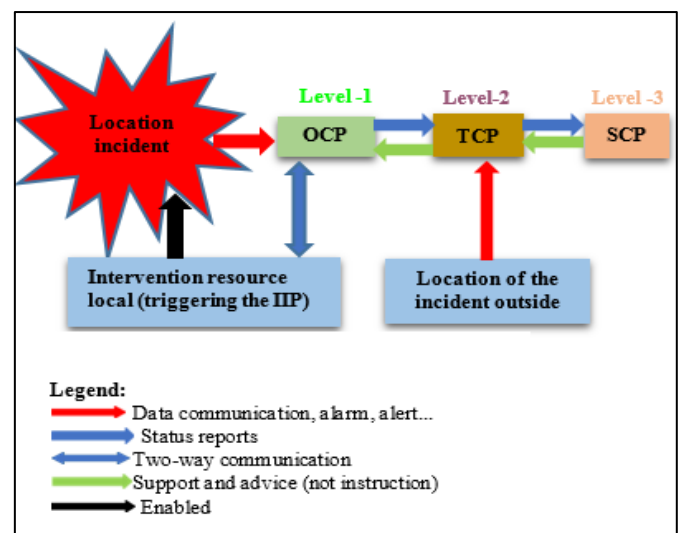 Level -1
Level-2
Level -3
Location
incident
OCP
TCP
SCP
Intervention resource
local (triggering the IIP)
Location of the
incident outside
Legend:
Data communication, alarm, alert...
Status reports
Two-way communication
Support and advice (not instruction)
Enabled